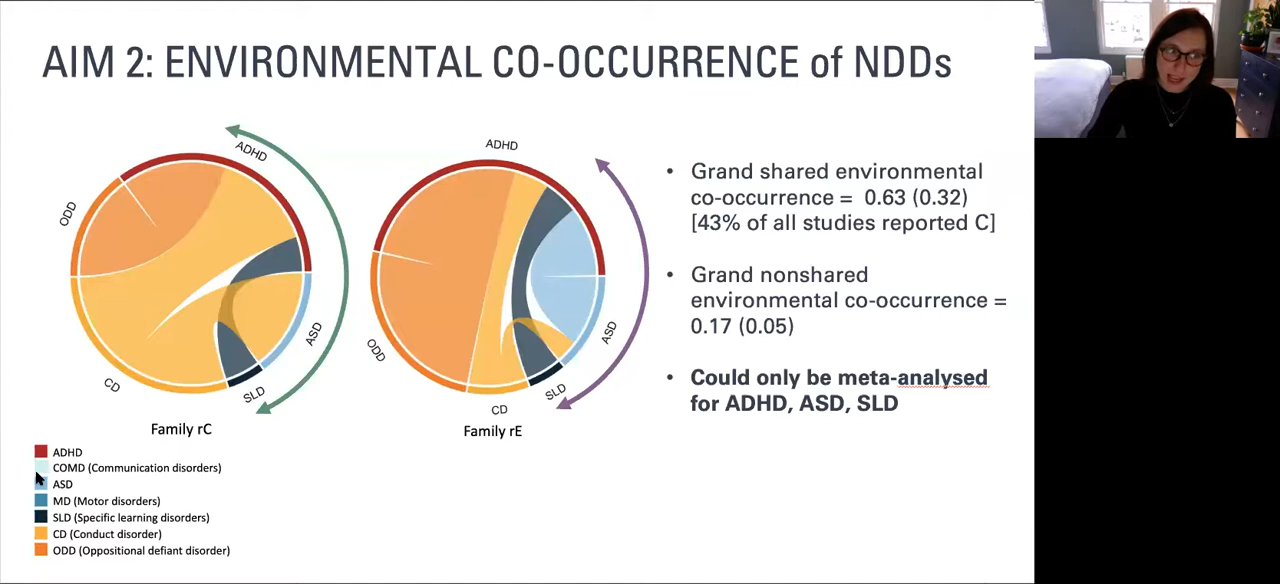 AIM 2: ENVIRONMENTAL CO-OCCURRENCE of NDDs
ADHD
ODD
ASD
CD
SLD
Family rC
ADHD
ODD
ASD
SLD
CD
Family rE
• Grand shared environmental
co-occurrence = 0.63 (0.32)
[43% of all studies reported C]
• Grand nonshared
environmental co-occurrence =
0.17 (0.05)
• Could only be meta-analysed
for ADHD, ASD, SLD
ADHD
COMD (Communication disorders)
ASD
MD (Motor disorders)
SLD (Specific learning disorders)
CD (Conduct disorder)
ODD (Oppositional defiant disorder)